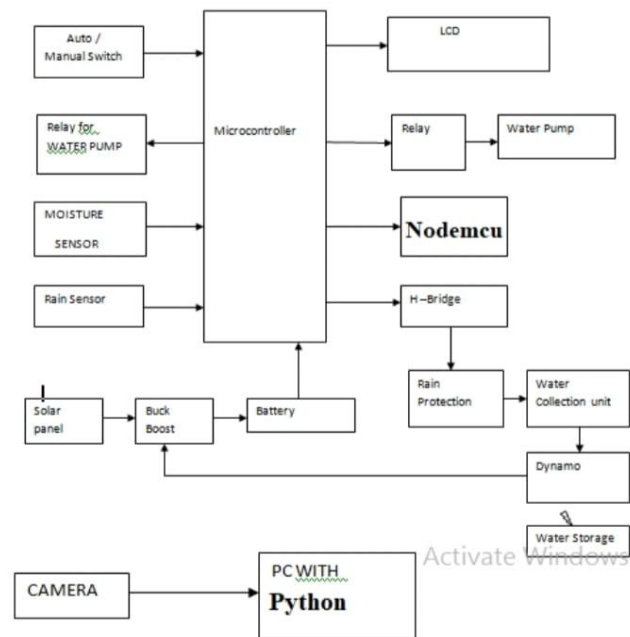 Auto /
Manual Switch
LCD
Relay for
WATER PUMP
Microcontroller
Relay
Water Pump
MOISTURE
SENSOR
Nodemcu
Rain Sensor
H –Bridge
Rain
Protection
Water
Collection unit
Solar
panel
Buck
Boost
Battery
Dynamo
Water Storage
Activate Windows
CAMERA
PC WITH
Python